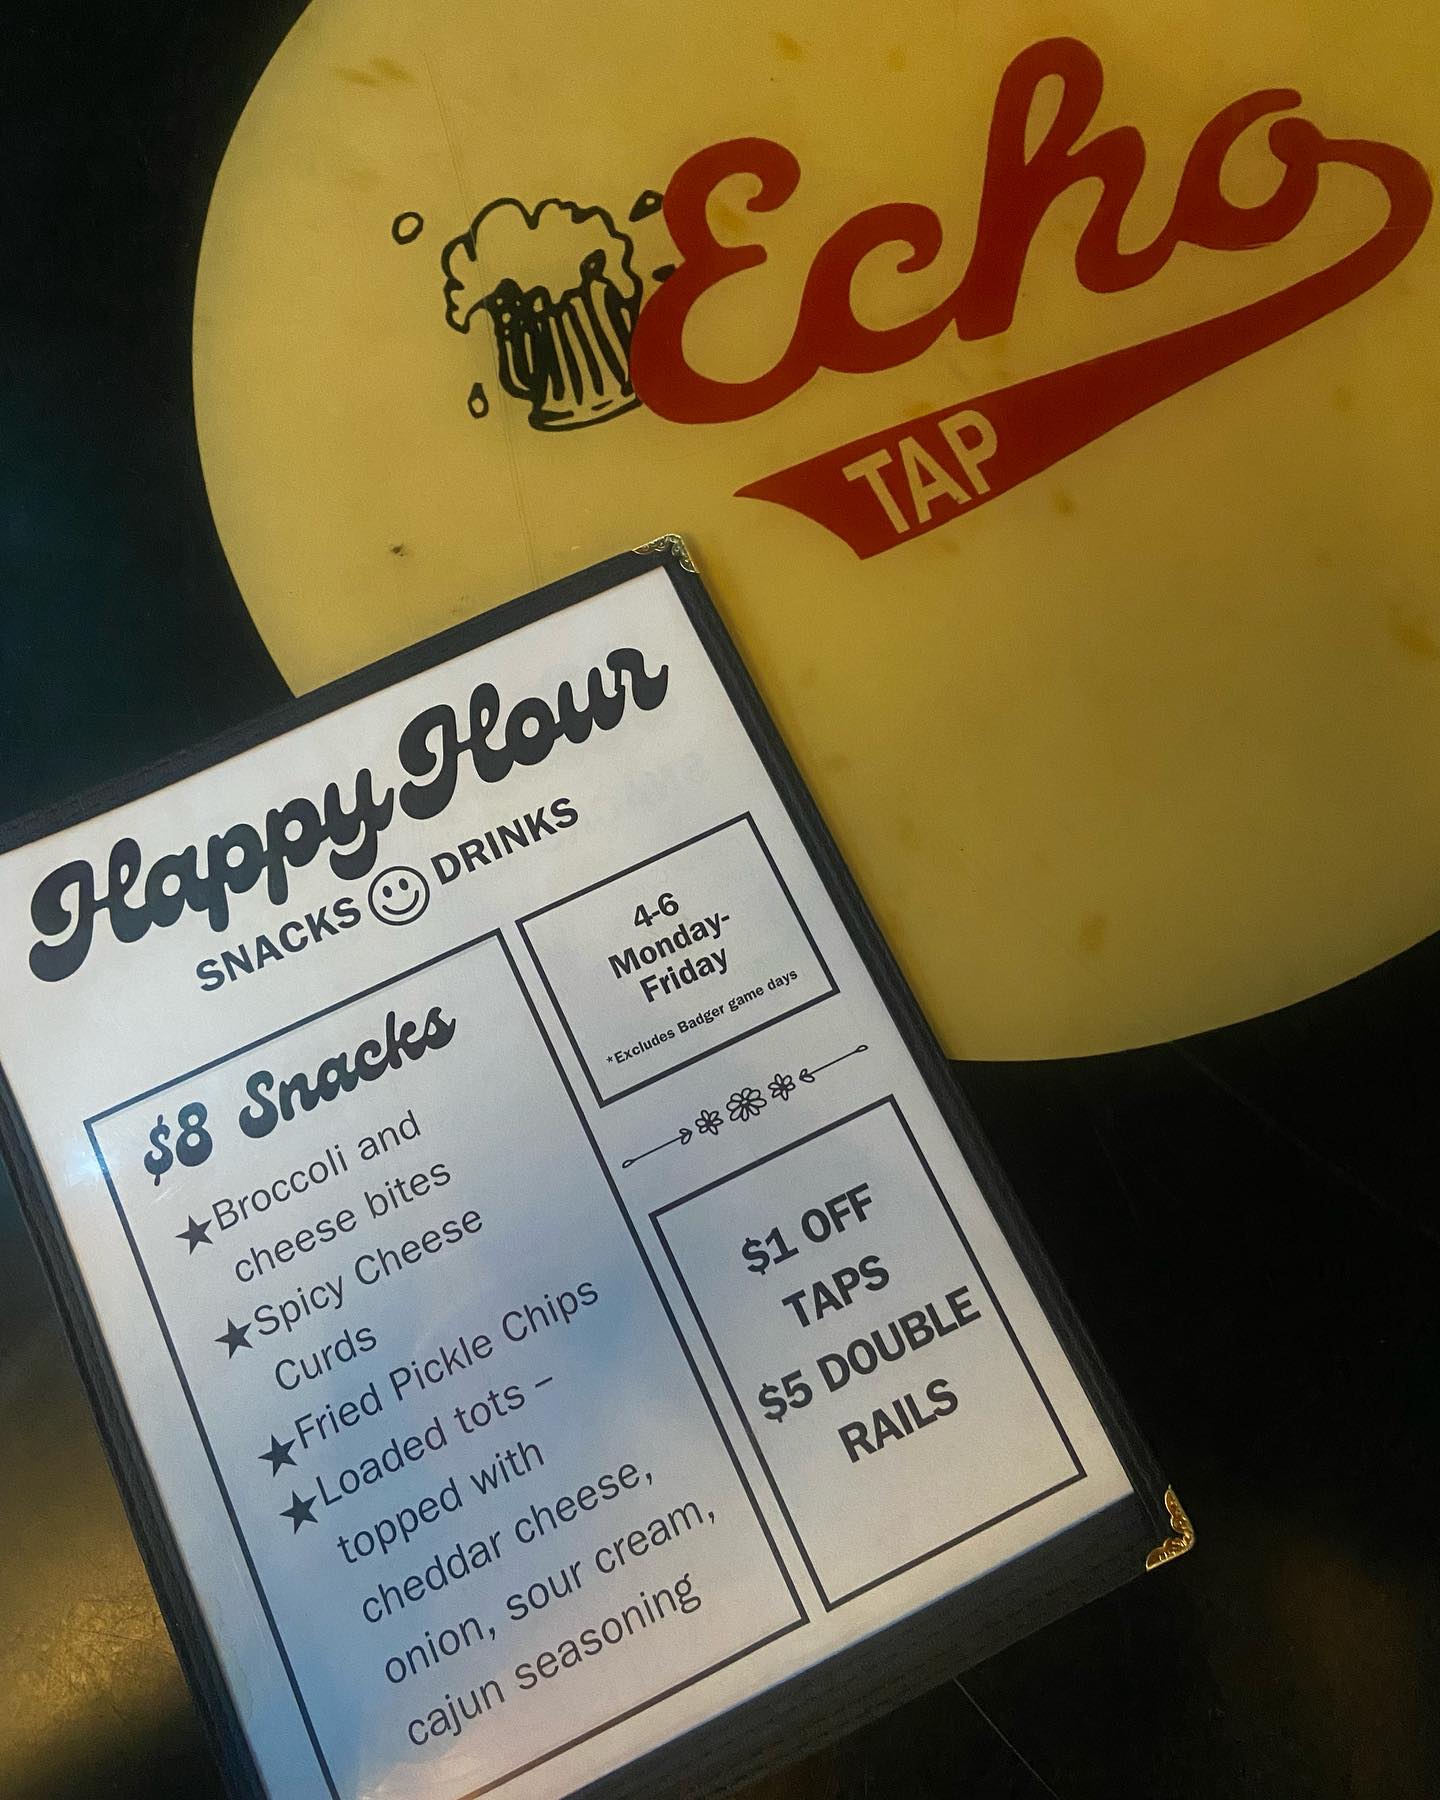 Echo
TAP
Happy Hour
SNACKS DRINKS
$8 Snacks
★Broccoli and
cheese bites
★Spicy Cheese
Curds
★Fried Pickle Chips
★Loaded tots –
topped with
cheddar cheese,
onion, sour cream,
cajun seasoning
4-6
Monday-
Friday
*Excludes Badger game days
$1 OFF
TAPS
$5 DOUBLE
RAILS